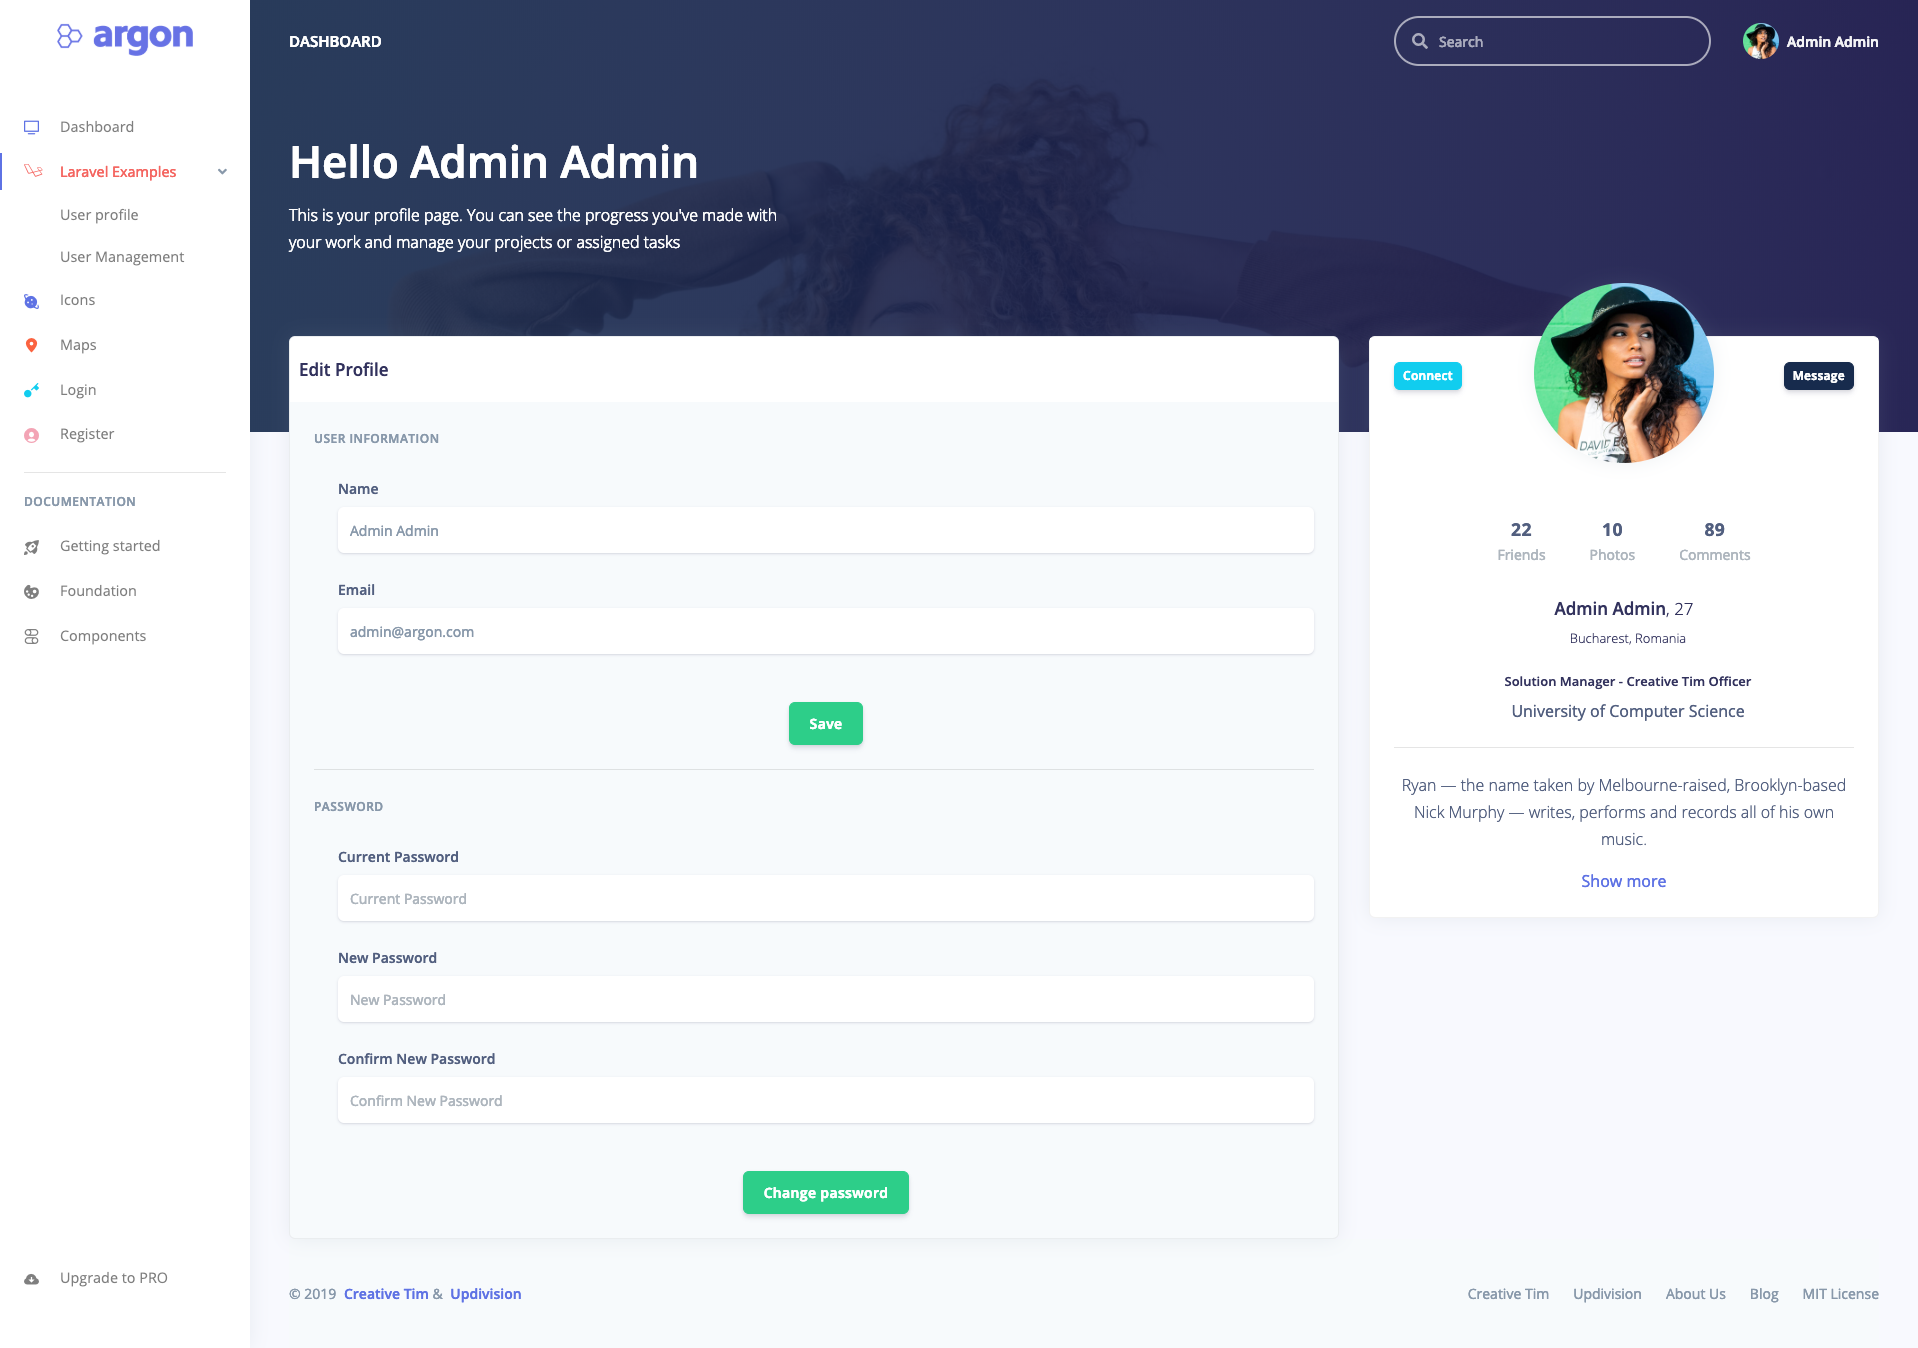 argon
Dashboard
Laravel Examples
User profile
User Management
Icons
Maps
Login
Register
DOCUMENTATION
Getting started
Foundation
Components
Upgrade to PRO
DASHBOARD
Search
Admin Admin
Hello Admin Admin
This is your profile page. You can see the progress you've made with
your work and manage your projects or assigned tasks
Edit Profile
USER INFORMATION
Name
Admin Admin
Email
admin@argon.com
Save
PASSWORD
Current Password
Current Password
New Password
New Password
Confirm New Password
Confirm New Password
Change password
Connect
Message
DAVID BO
22
Friends
10
Photos
89
Comments
Admin Admin, 27
Bucharest, Romania
Solution Manager - Creative Tim Officer
University of Computer Science
Ryan — the name taken by Melbourne-raised, Brooklyn-based
Nick Murphy — writes, performs and records all of his own
music.
Show more
© 2019 Creative Tim & Updivision
Creative Tim Updivision About Us Blog MIT License